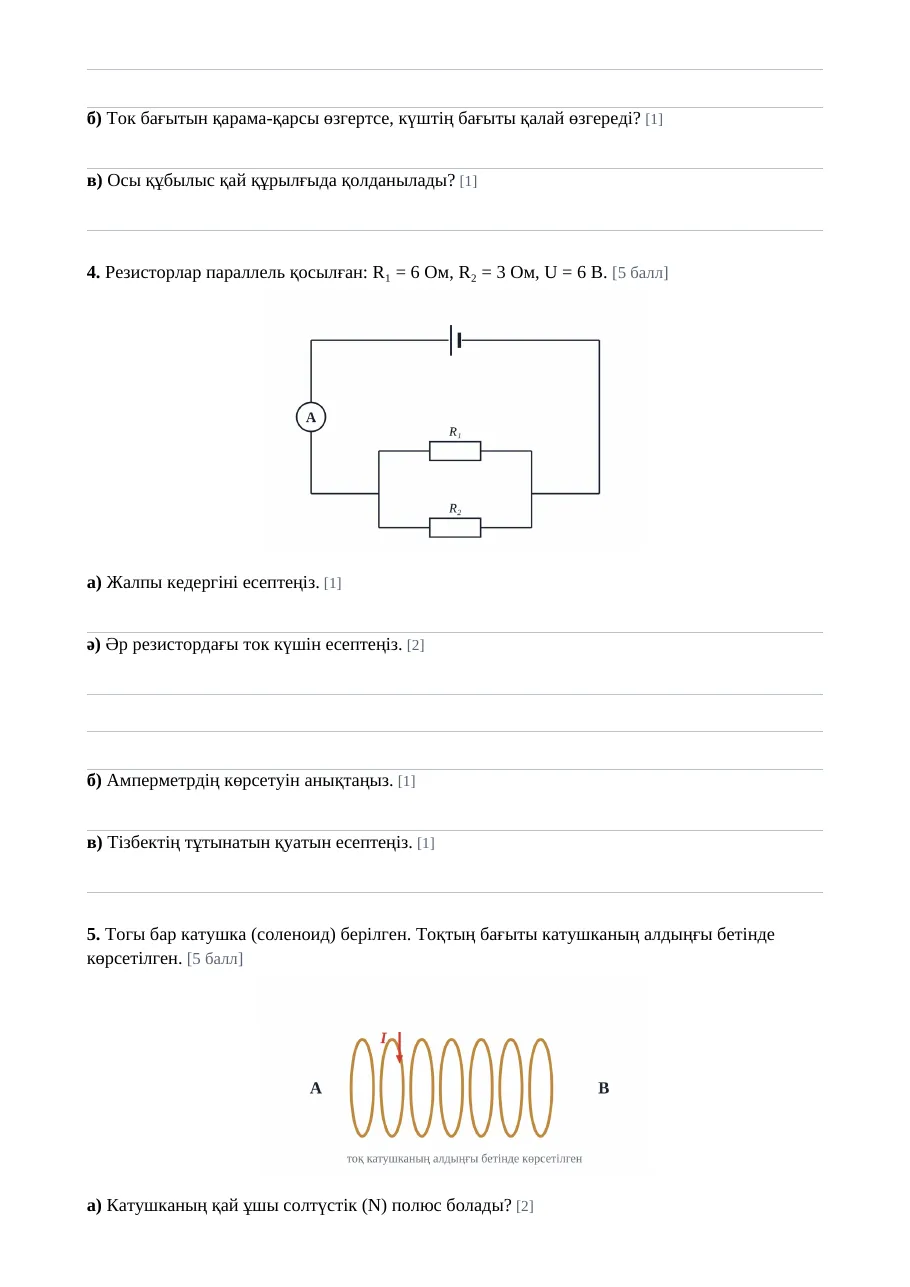 б) Ток бағытын қарама-қарсы өзгертсе, күштің бағыты қалай өзгереді? [1]
в) Осы құбылыс қай құрылғыда қолданылады? [1]
4. Резисторлар параллель қосылған: R₁ = 6 Ом, R₂ = 3 Ом, U = 6 В. [5 балл]
A
R₁
R₂
а) Жалпы кедергіні есептеңіз. [1]
ә) Әр резистордағы ток күшін есептеңіз. [2]
б) Амперметрдің көрсетуін анықтаңыз. [1]
в) Тізбектің тұтынатын қуатын есептеңіз. [1]
5. Тогы бар катушка (соленоид) берілген. Тоқтың бағыты катушканың алдыңғы бетінде
көрсетілген. [5 балл]
I
A
B
тоқ катушканың алдыңғы бетінде көрсетілген
а) Катушканың қай ұшы солтүстік (N) полюс болады? [2]